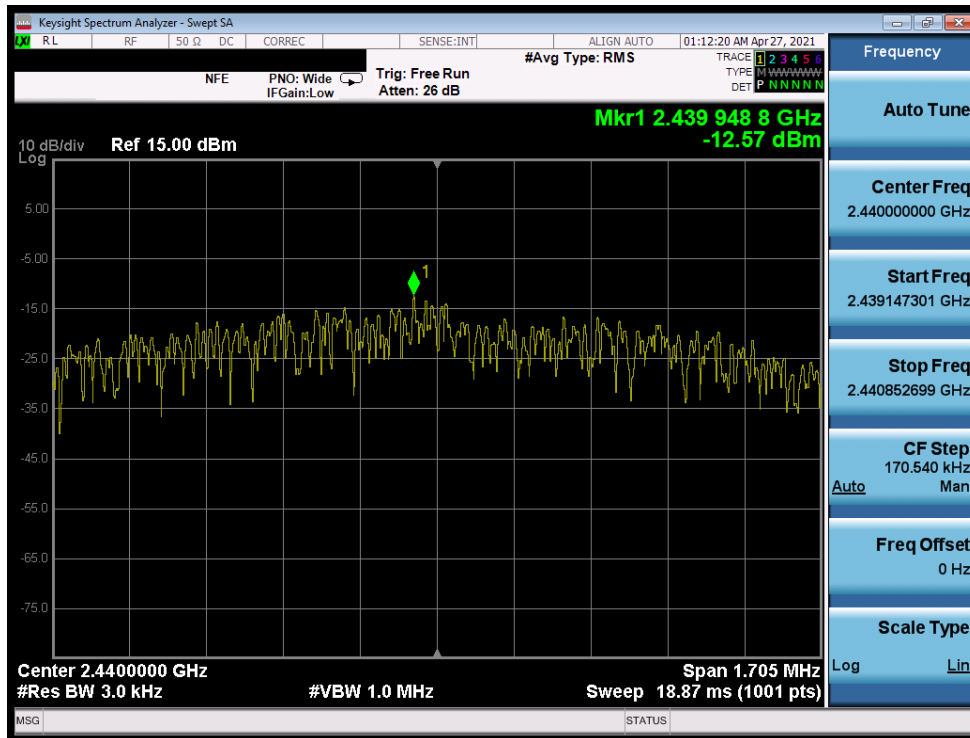 Keysight Spectrum Analyzer - Swept SA
LXI RL RF 50 Ω DC CORREC SENSE:INT ALIGN AUTO 01:12:20 AM Apr 27, 2021
#Avg Type: RMS
TRACE 1 2 3 4 5 6
TYPE M WWWWW
DET P N N N N N
NFE PNO: Wide Trig: Free Run
IFGain:Low Atten: 26 dB
Mkr1 2.439 948 8 GHz
-12.57 dBm
10 dB/div Ref 15.00 dBm
Log
1
5.00
-5.00
-15.0
-25.0
-35.0
-45.0
-55.0
-65.0
-75.0
Center 2.4400000 GHz Span 1.705 MHz
#Res BW 3.0 kHz #VBW 1.0 MHz Sweep 18.87 ms (1001 pts)
MSG STATUS
Frequency
Auto Tune
Center Freq
2.440000000 GHz
Start Freq
2.439147301 GHz
Stop Freq
2.440852699 GHz
CF Step
170.540 kHz
Auto Man
Freq Offset
0 Hz
Scale Type
Log Lin